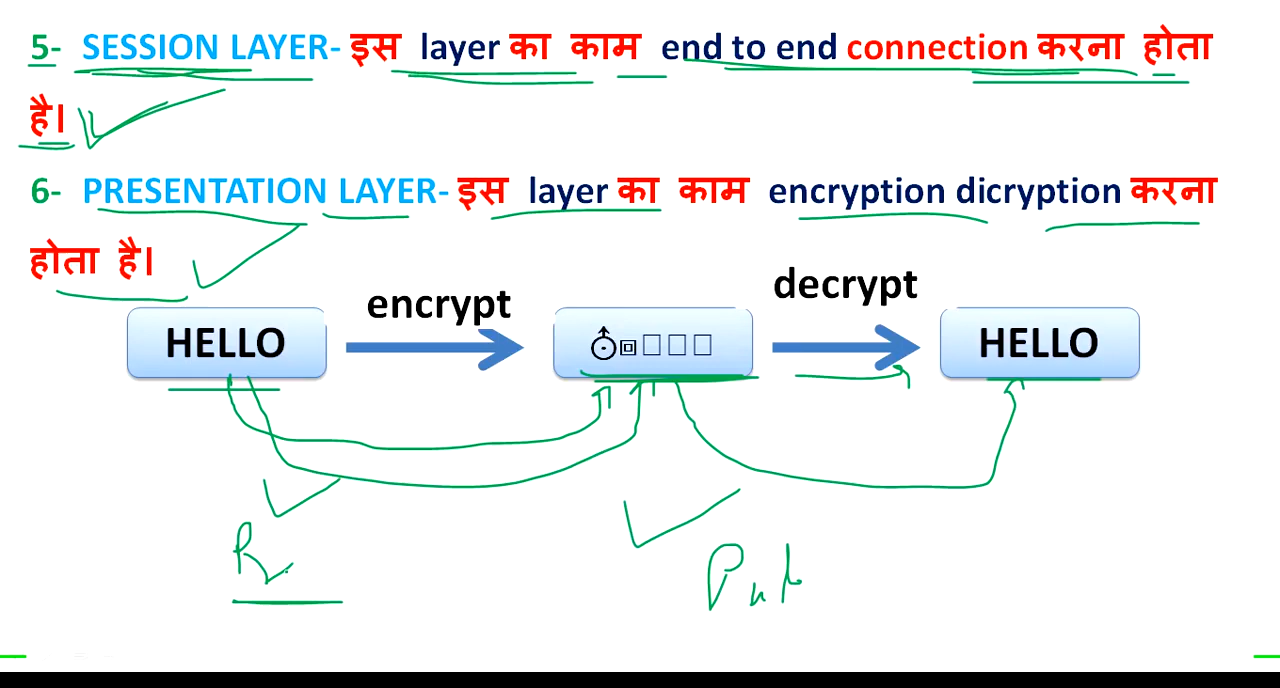 5- SESSION LAYER- इस layer का काम end to end connection करना होता
है।
6- PRESENTATION LAYER- इस layer का काम encryption dicryption करना
होता है।
encrypt
decrypt
HELLO
HELLO